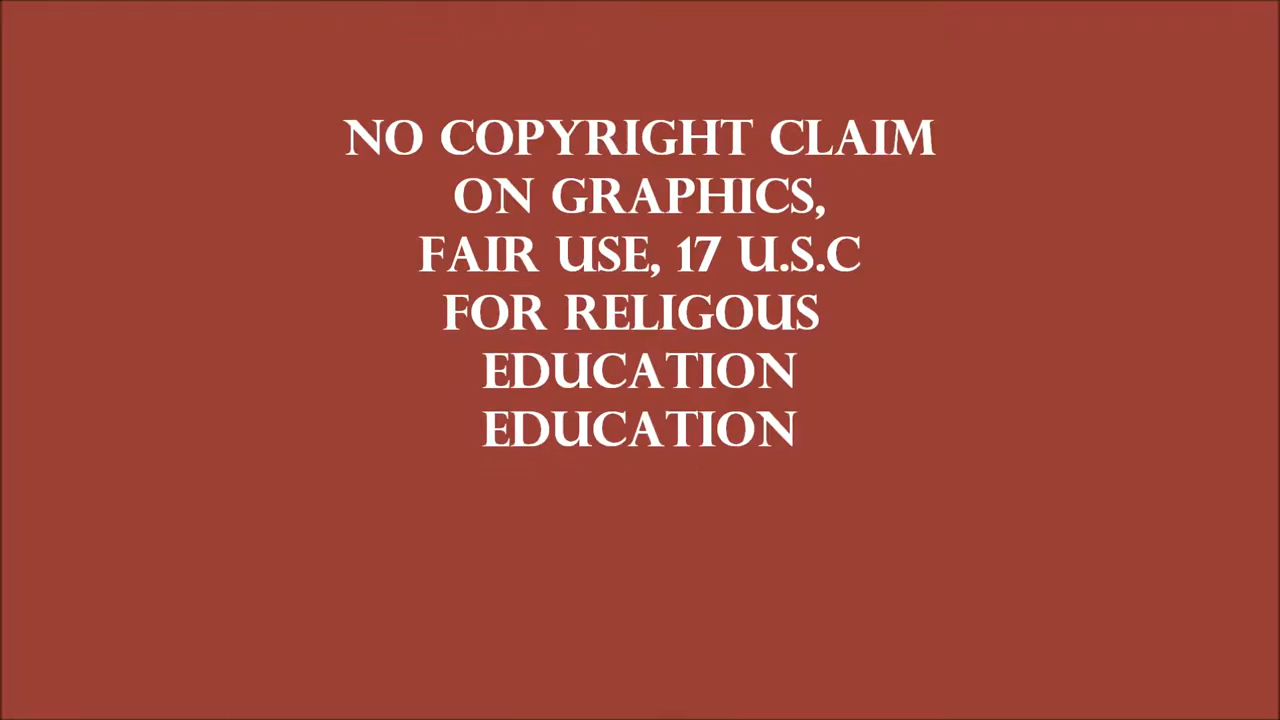 NO COPYRIGHT CLAIM
ON GRAPHICS,
FAIR USE, 17 U.S.C
FOR RELIGOUS
EDUCATION
EDUCATION